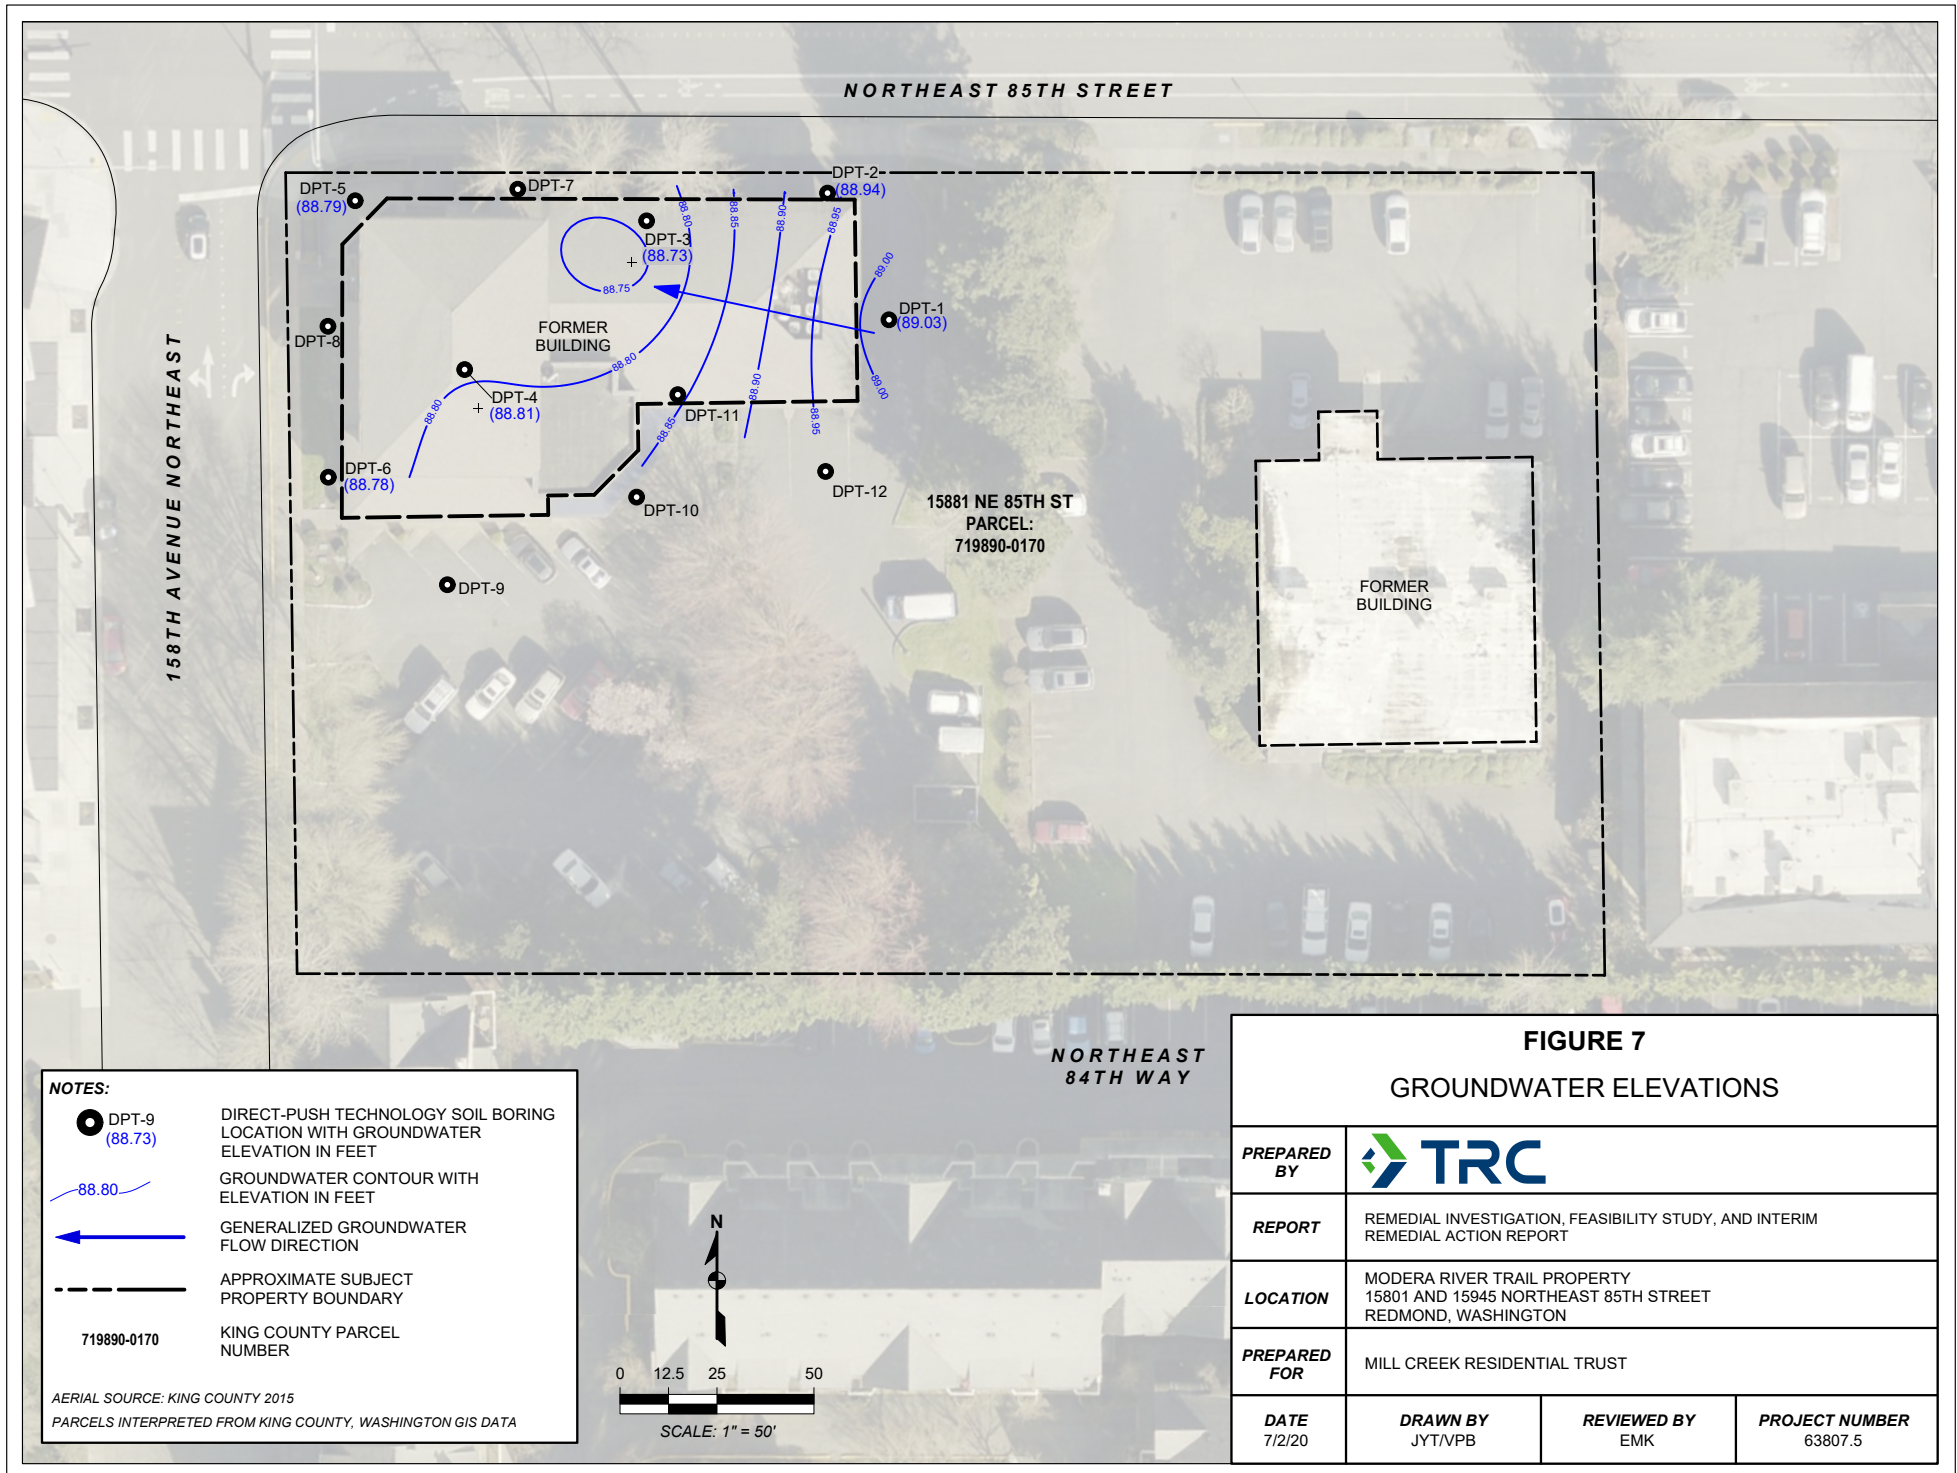 NORTHEAST 85TH STREET
DPT-5
(88.79)
DPT-7
DPT-2
(88.94)
88.80
88.85
88.90
88.95
DPT-3
(88.73)
88.75
89.00
DPT-1
(89.03)
FORMER
BUILDING
DPT-8
88.80
DPT-4
(88.81)
88.80
88.90
89.00
DPT-11
88.85
88.95
DPT-6
(88.78)
DPT-10
DPT-12
15881 NE 85TH ST
PARCEL:
719890-0170
DPT-9
158TH AVENUE NORTHEAST
FORMER
BUILDING
NORTHEAST
84TH WAY
NOTES:
DPT-9
(88.73)
DIRECT-PUSH TECHNOLOGY SOIL BORING
LOCATION WITH GROUNDWATER
ELEVATION IN FEET
88.80
GROUNDWATER CONTOUR WITH
ELEVATION IN FEET
GENERALIZED GROUNDWATER
FLOW DIRECTION
APPROXIMATE SUBJECT
PROPERTY BOUNDARY
719890-0170
KING COUNTY PARCEL
NUMBER
AERIAL SOURCE: KING COUNTY 2015
PARCELS INTERPRETED FROM KING COUNTY, WASHINGTON GIS DATA
N
0 12.5 25 50
SCALE: 1" = 50'
FIGURE 7
GROUNDWATER ELEVATIONS
PREPARED
BY
TRC
REPORT
REMEDIAL INVESTIGATION, FEASIBILITY STUDY, AND INTERIM
REMEDIAL ACTION REPORT
LOCATION
MODERA RIVER TRAIL PROPERTY
15801 AND 15945 NORTHEAST 85TH STREET
REDMOND, WASHINGTON
PREPARED
FOR
MILL CREEK RESIDENTIAL TRUST
DATE
7/2/20
DRAWN BY
JYT/VPB
REVIEWED BY
EMK
PROJECT NUMBER
63807.5